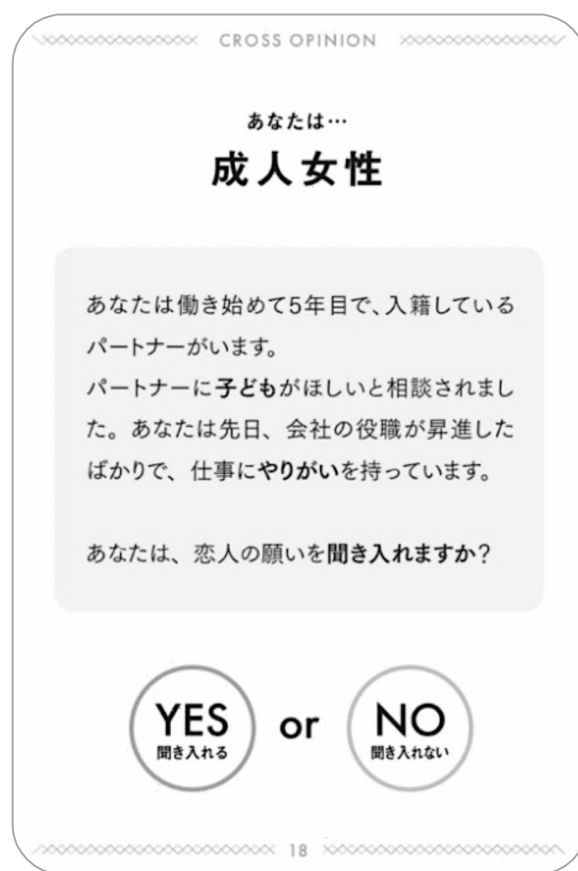 CROSS OPINION
あなたは…
成人女性
あなたは働き始めて5年目で、入籍している
パートナーがいます。
パートナーに子どもがほしいと相談されまし
た。あなたは先日、会社の役職が昇進した
ばかりで、仕事にやりがいを持っています。
あなたは、恋人の願いを聞き入れますか?
YES or NO
聞き入れる 聞き入れない
18